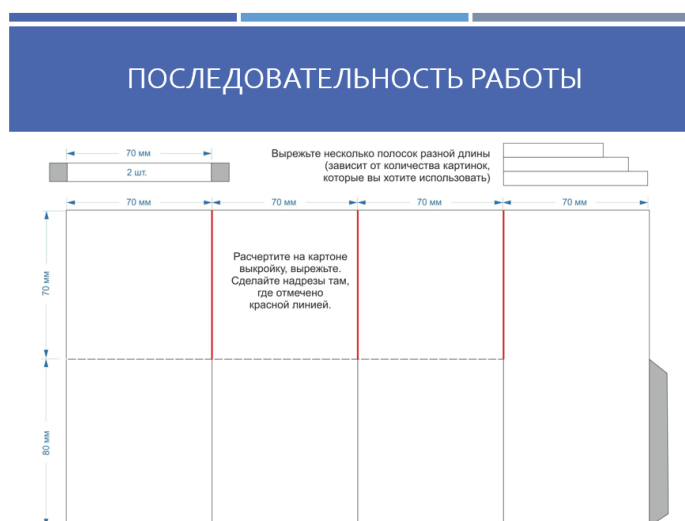 ПОСЛЕДОВАТЕЛЬНОСТЬ РАБОТЫ
70 мм
2 шт.
Вырежьте несколько полосок разной длины
(зависит от количества картинок,
которые вы хотите использовать)
70 мм 70 мм 70 мм 70 мм
70 мм
Расчертите на картоне
выкройку, вырежьте.
Сделайте надрезы там,
где отмечено
красной линией.
80 мм